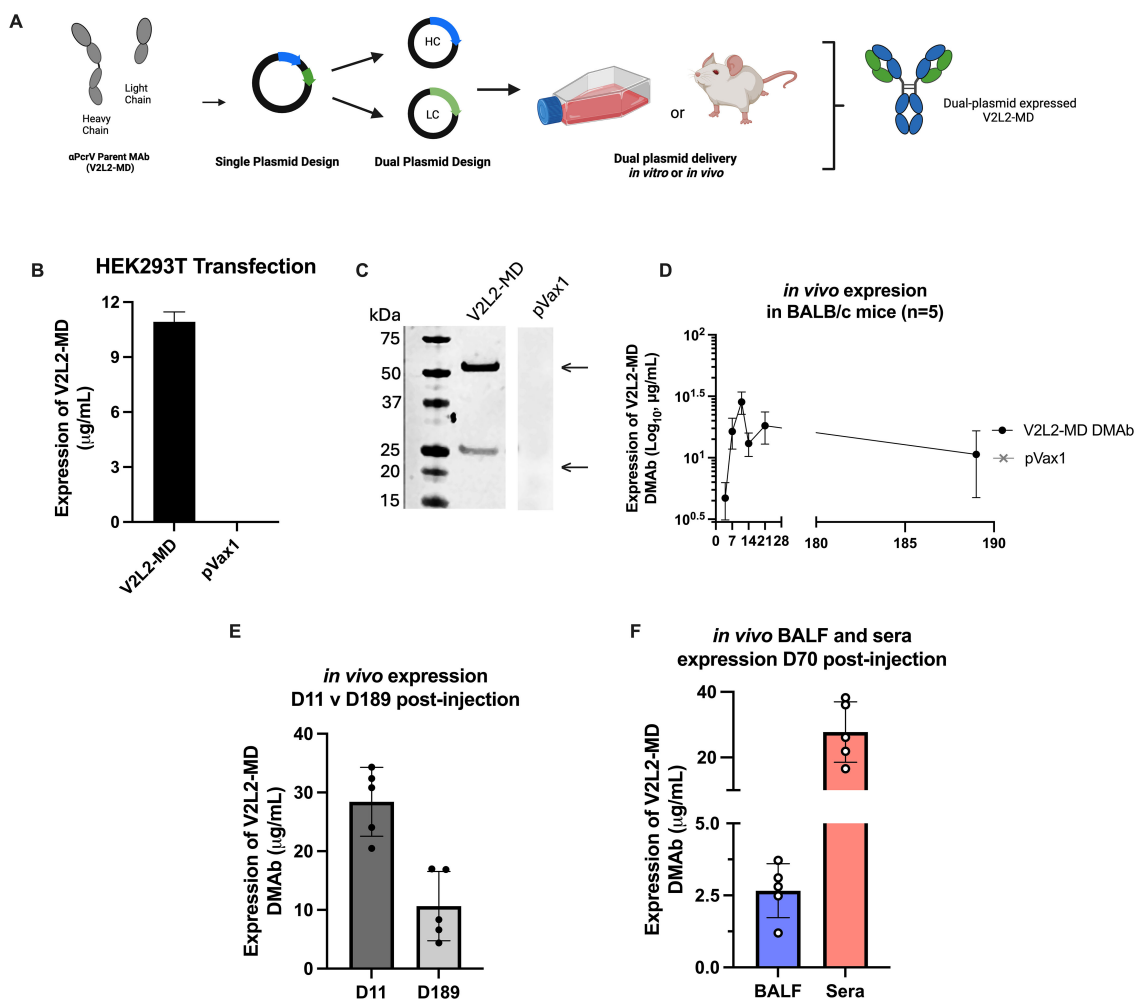 A
Light
Chain
Heavy
Chain
αPcrV Parent MAb
(V2L2-MD)
Single Plasmid Design
HC
LC
Dual Plasmid Design
or
Dual plasmid delivery
in vitro or in vivo
Dual-plasmid expressed
V2L2-MD
B
HEK293T Transfection
Expression of V2L2-MD
(μg/mL)
12
9
6
3
0
V2L2-MD
pVax1
C
kDa
V2L2-MD
pVax1
75
50
37
25
20
15
D
in vivo expresion
in BALB/c mice (n=5)
Expression of V2L2-MD
DMAb (Log10, μg/mL)
10^2
10^1.5
10^1
10^0.5
0 7 14 21 28 180 185 190
V2L2-MD DMAb
pVax1
E
in vivo expression
D11 v D189 post-injection
Expression of V2L2-MD
DMAb (μg/mL)
40
30
20
10
0
D11 D189
F
in vivo BALF and sera
expression D70 post-injection
Expression of V2L2-MD
DMAb (μg/mL)
40
20
5.0
2.5
0.0
BALF Sera